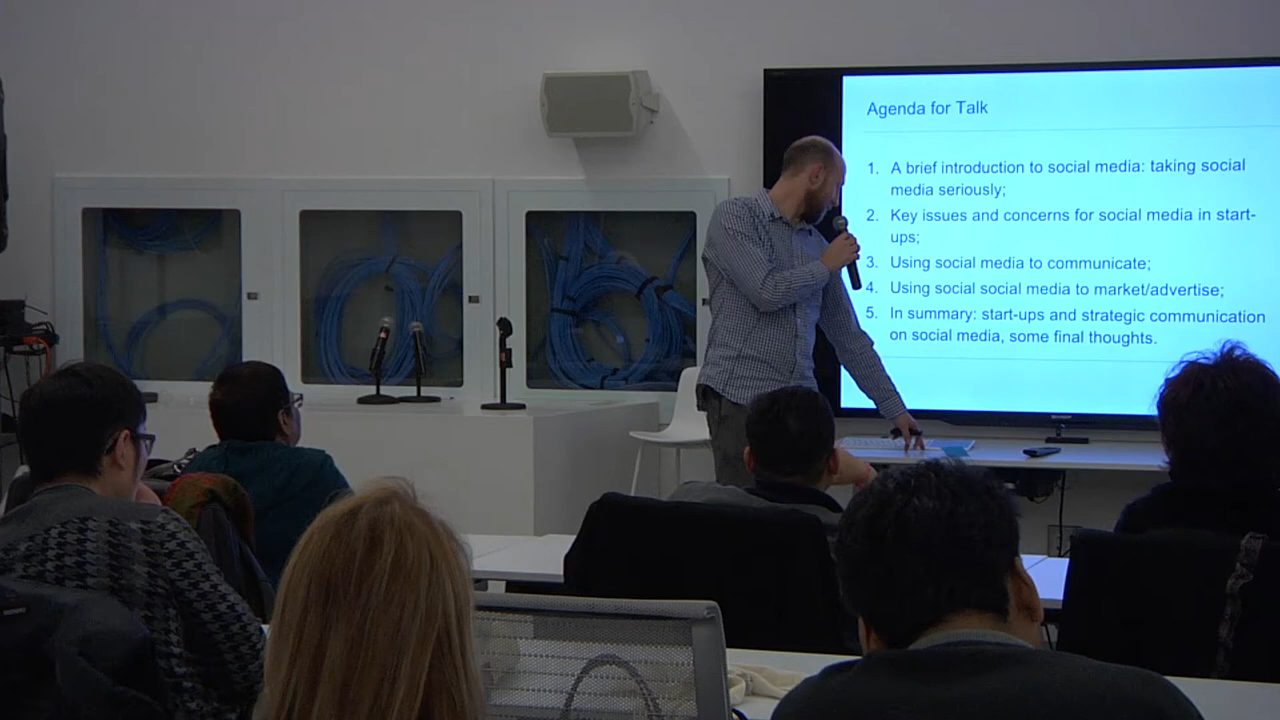 Agenda for Talk
1. A brief introduction to social media: taking social
media seriously;
2. Key issues and concerns for social media in start-
ups;
3. Using social media to communicate;
4. Using social social media to market/advertise;
5. In summary: start-ups and strategic communication
on social media, some final thoughts.
SHARP